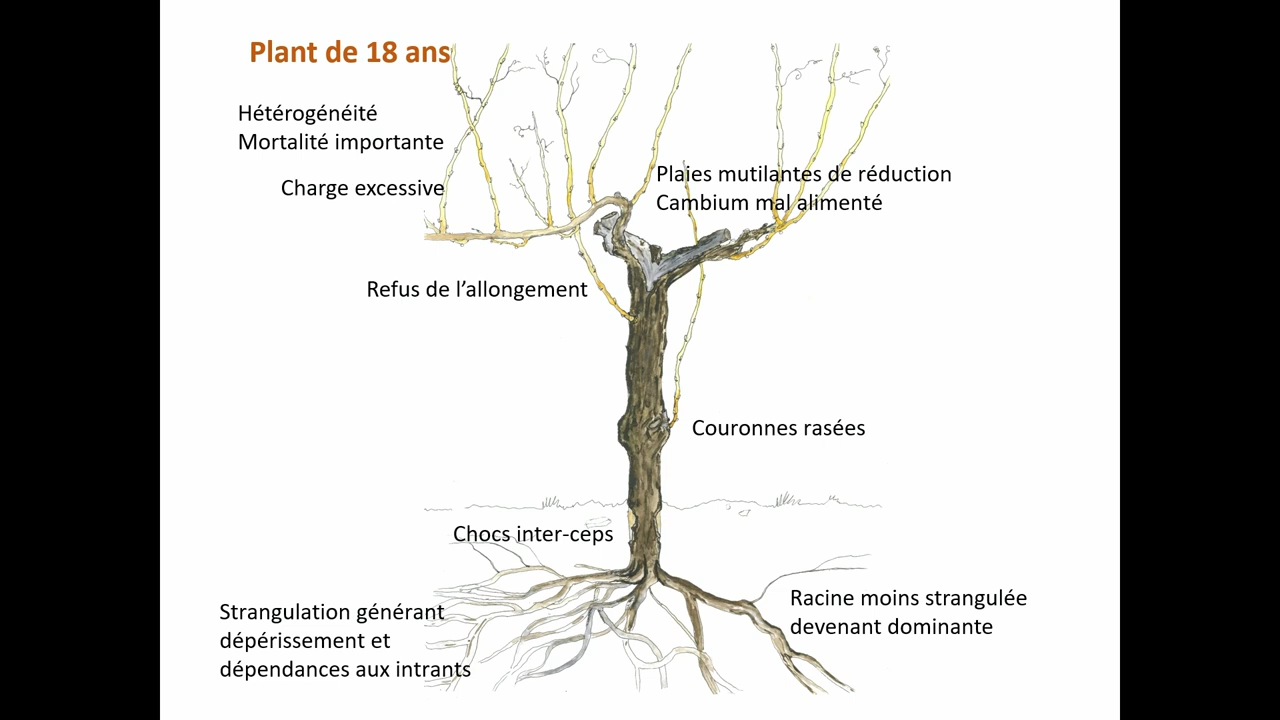 Plant de 18 ans
Hétérogénéité
Mortalité importante
Charge excessive
Plaies mutilantes de réduction
Cambium mal alimenté
Refus de l’allongement
Couronnes rasées
Chocs inter-ceps
Strangulation générant
dépérissement et
dépendances aux intrants
Racine moins strangulée
devenant dominante